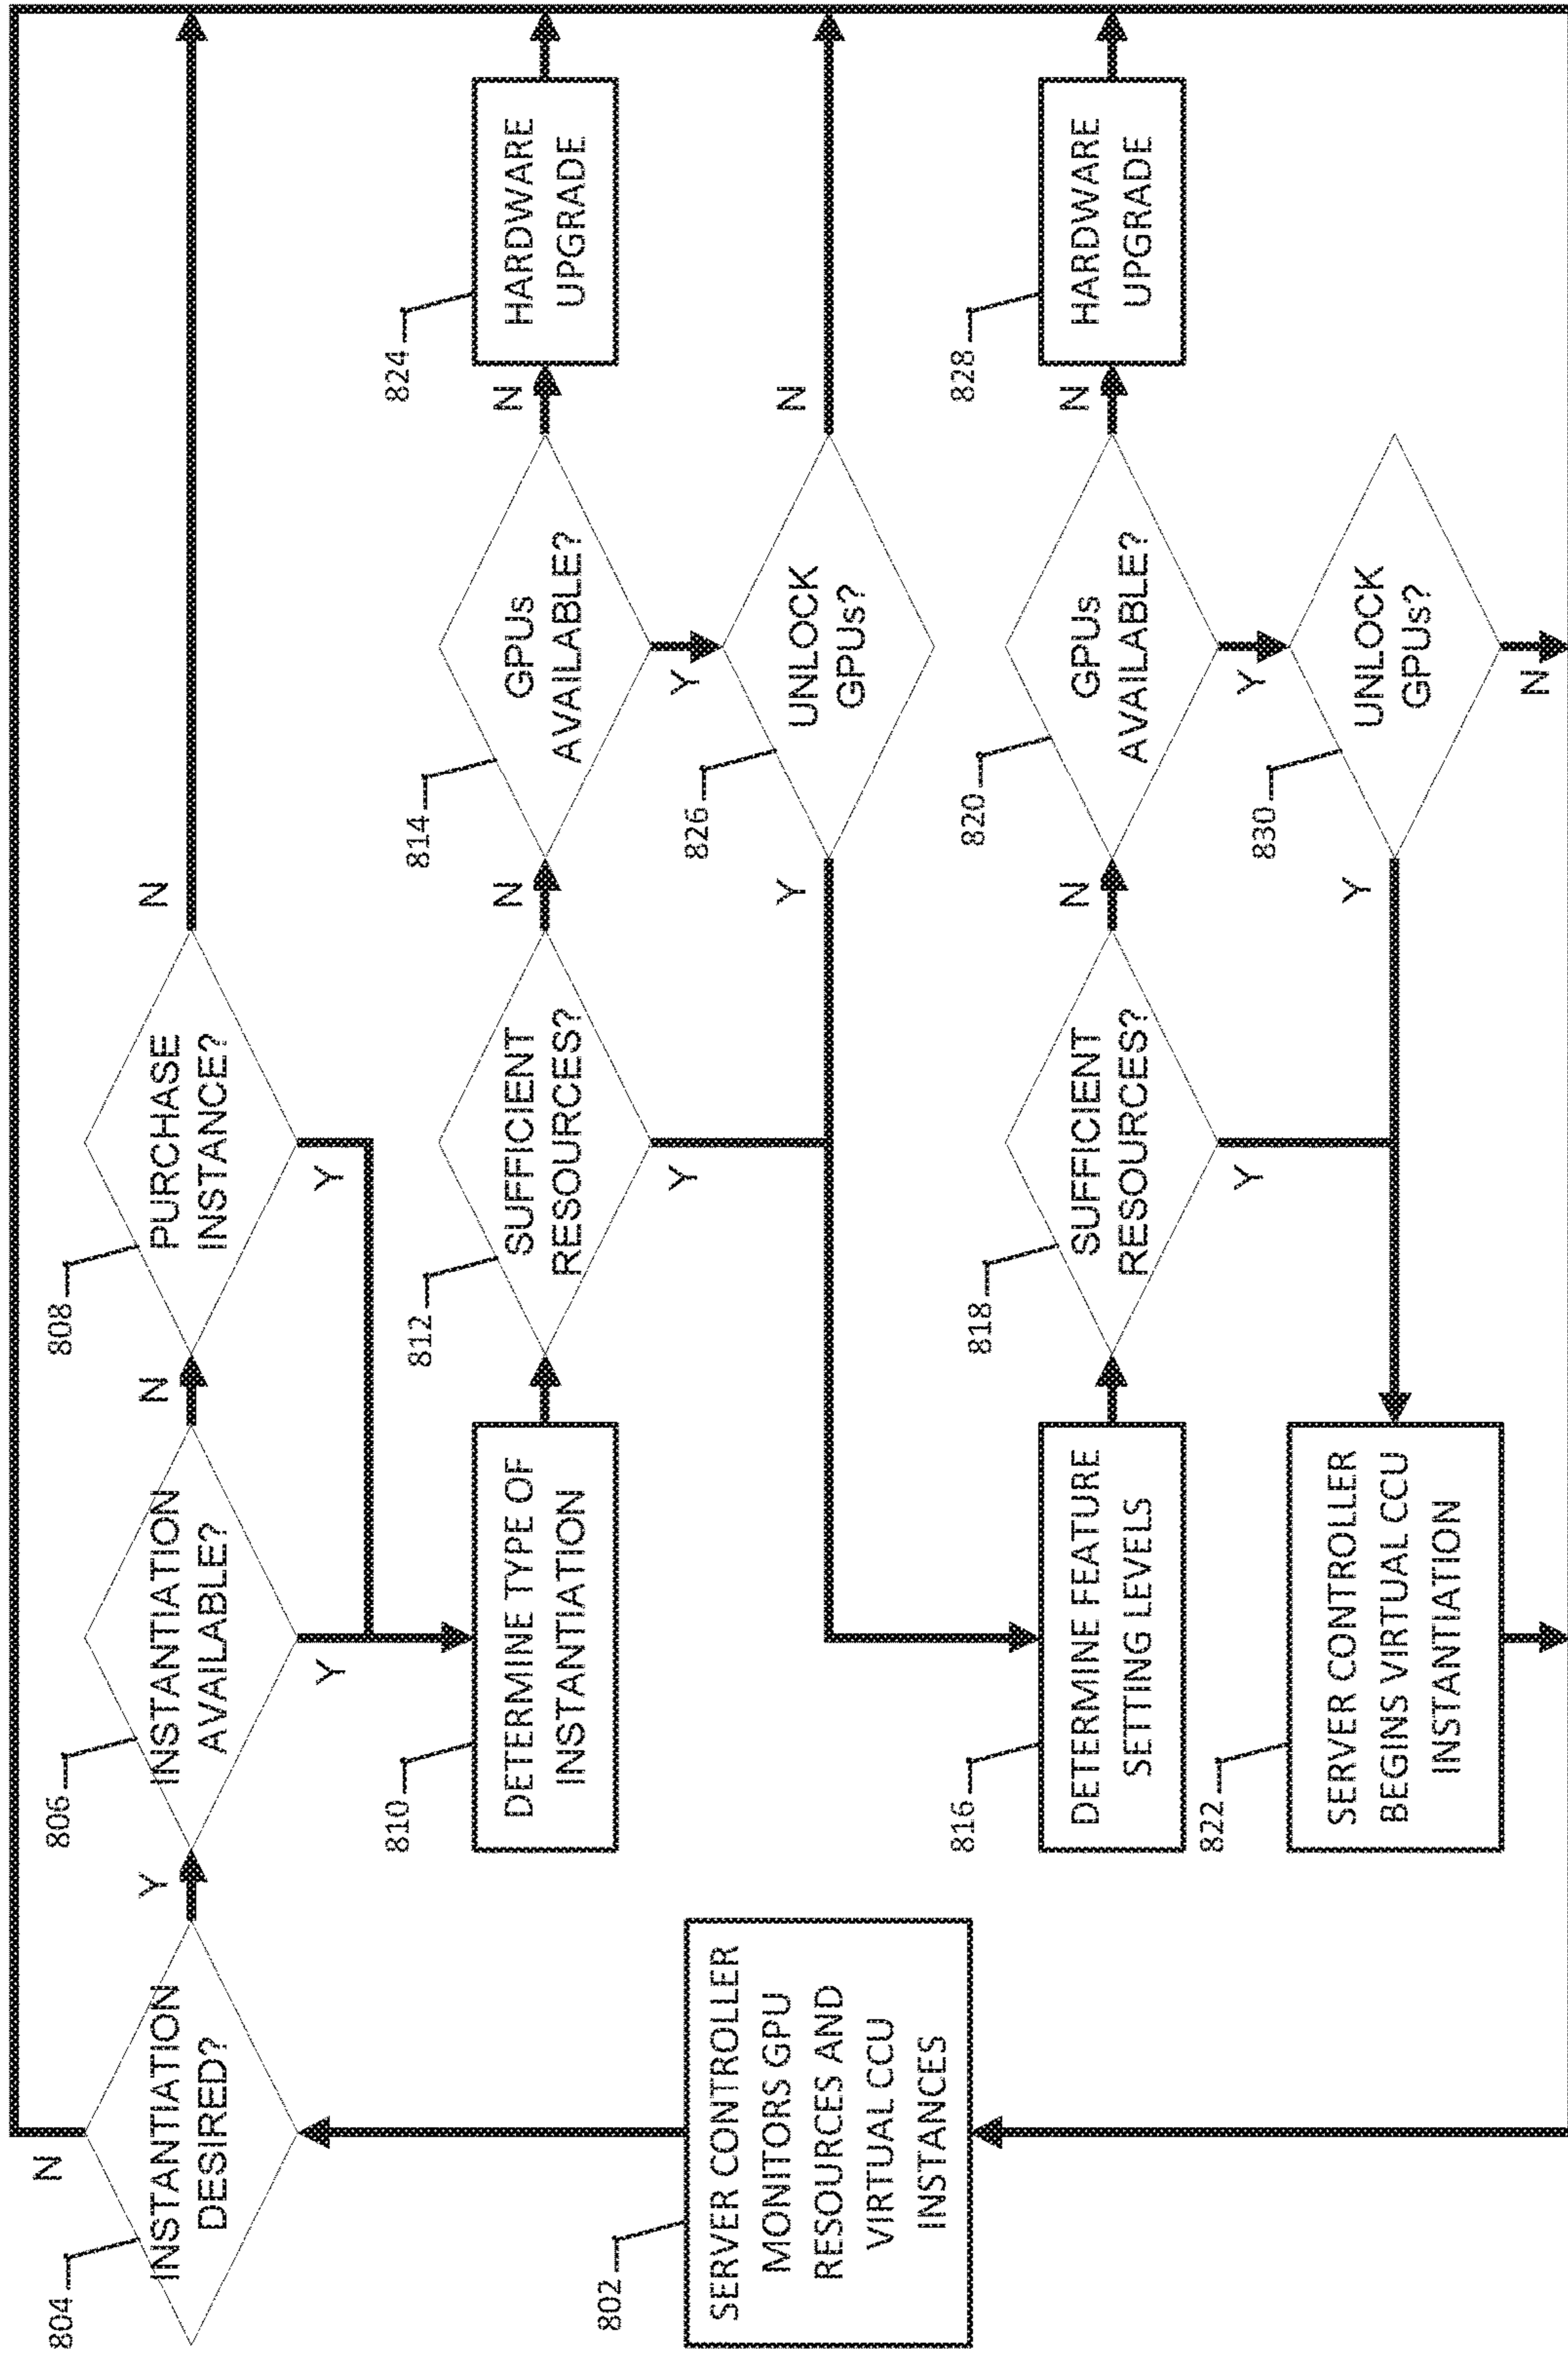 804
INSTANTIATION
DESIRED?
N
Y
806
INSTANTIATION
AVAILABLE?
N
Y
808
PURCHASE
INSTANCE?
N
Y
802
SERVER CONTROLLER
MONITORS GPU
RESOURCES AND
VIRTUAL CCU
INSTANCES
810
DETERMINE TYPE OF
INSTANTIATION
812
SUFFICIENT
RESOURCES?
N
Y
814
GPUs
AVAILABLE?
N
Y
824
HARDWARE
UPGRADE
826
UNLOCK
GPUs?
Y
N
816
DETERMINE FEATURE
SETTING LEVELS
818
SUFFICIENT
RESOURCES?
N
Y
820
GPUs
AVAILABLE?
N
Y
828
HARDWARE
UPGRADE
822
SERVER CONTROLLER
BEGINS VIRTUAL CCU
INSTANTIATION
830
UNLOCK
GPUs?
Y
N